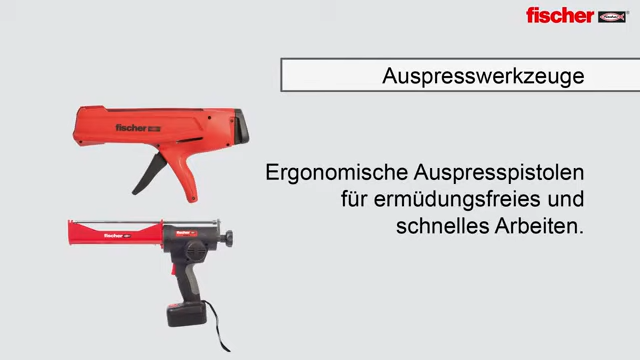 fischer
Auspresswerkzeuge
fischer
Ergonomische Auspresspistolen
für ermüdungsfreies und
schnelles Arbeiten.
fischer
fischer